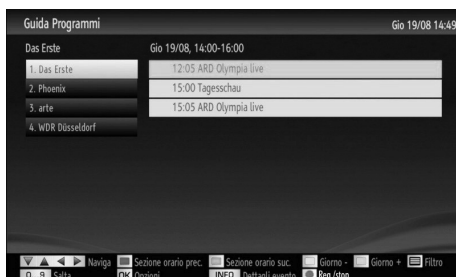 Guida Programmi
Gio 19/08 14:49
Das Erste
Gio 19/08, 14:00-16:00
1. Das Erste
12:05 ARD Olympia live
2. Phoenix
15:00 Tagesschau
3. arte
15:05 ARD Olympia live
4. WDR Düsseldorf
Naviga Sezione orario prec. Sezione orario suc. Giorno - Giorno + Filtro
0..9 Salta OK Opzioni INFO Dettagli evento Reg./stop